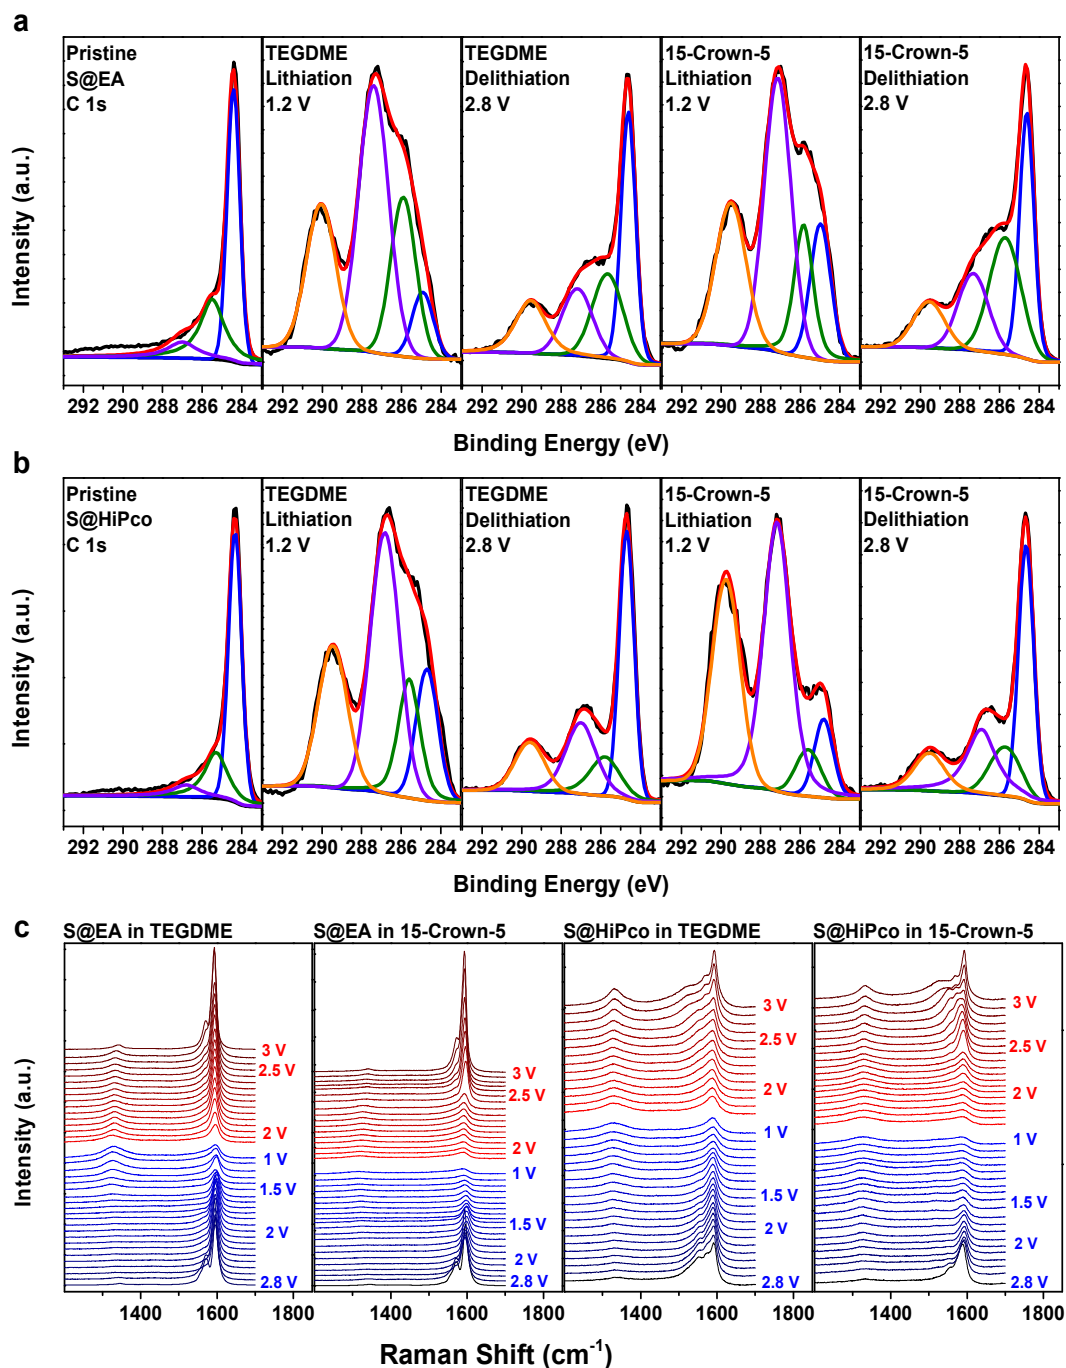 a
Pristine
S@EA
C 1s
TEGDME
Lithiation
1.2 V
TEGDME
Delithiation
2.8 V
15-Crown-5
Lithiation
1.2 V
15-Crown-5
Delithiation
2.8 V
Intensity (a.u.)
292 290 288 286 284 292 290 288 286 284 292 290 288 286 284 292 290 288 286 284 292 290 288 286 284
Binding Energy (eV)
b
Pristine
S@HiPco
C 1s
TEGDME
Lithiation
1.2 V
TEGDME
Delithiation
2.8 V
15-Crown-5
Lithiation
1.2 V
15-Crown-5
Delithiation
2.8 V
Intensity (a.u.)
292 290 288 286 284 292 290 288 286 284 292 290 288 286 284 292 290 288 286 284 292 290 288 286 284
Binding Energy (eV)
c
S@EA in TEGDME
3 V
2.5 V
2 V
1 V
1.5 V
2 V
2.8 V
S@EA in 15-Crown-5
3 V
2.5 V
2 V
1 V
1.5 V
2 V
2.8 V
S@HiPco in TEGDME
3 V
2.5 V
2 V
1 V
1.5 V
2 V
2.8 V
S@HiPco in 15-Crown-5
3 V
2.5 V
2 V
1 V
1.5 V
2 V
2.8 V
Intensity (a.u.)
1400 1600 1800 1400 1600 1800 1400 1600 1800 1400 1600 1800
Raman Shift (cm⁻¹)